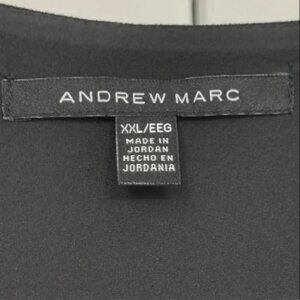 ANDREW MARC
XXL/EEG
MADE IN
JORDAN
HECHO EN
JORDANIA